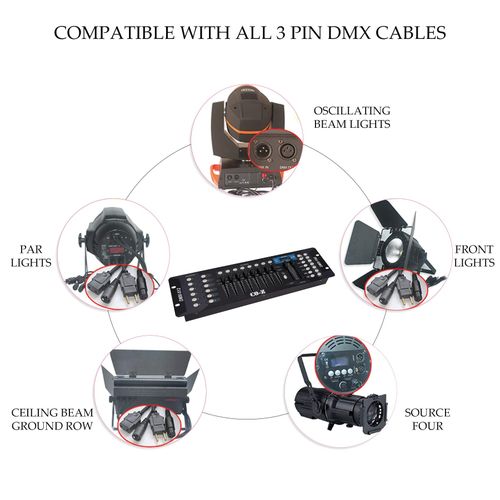 COMPATIBLE WITH ALL 3 PIN DMX CABLES
OSCILLATING
BEAM LIGHTS
PAR
LIGHTS
FRONT
LIGHTS
CO-Z
CEILING BEAM
GROUND ROW
SOURCE
FOUR